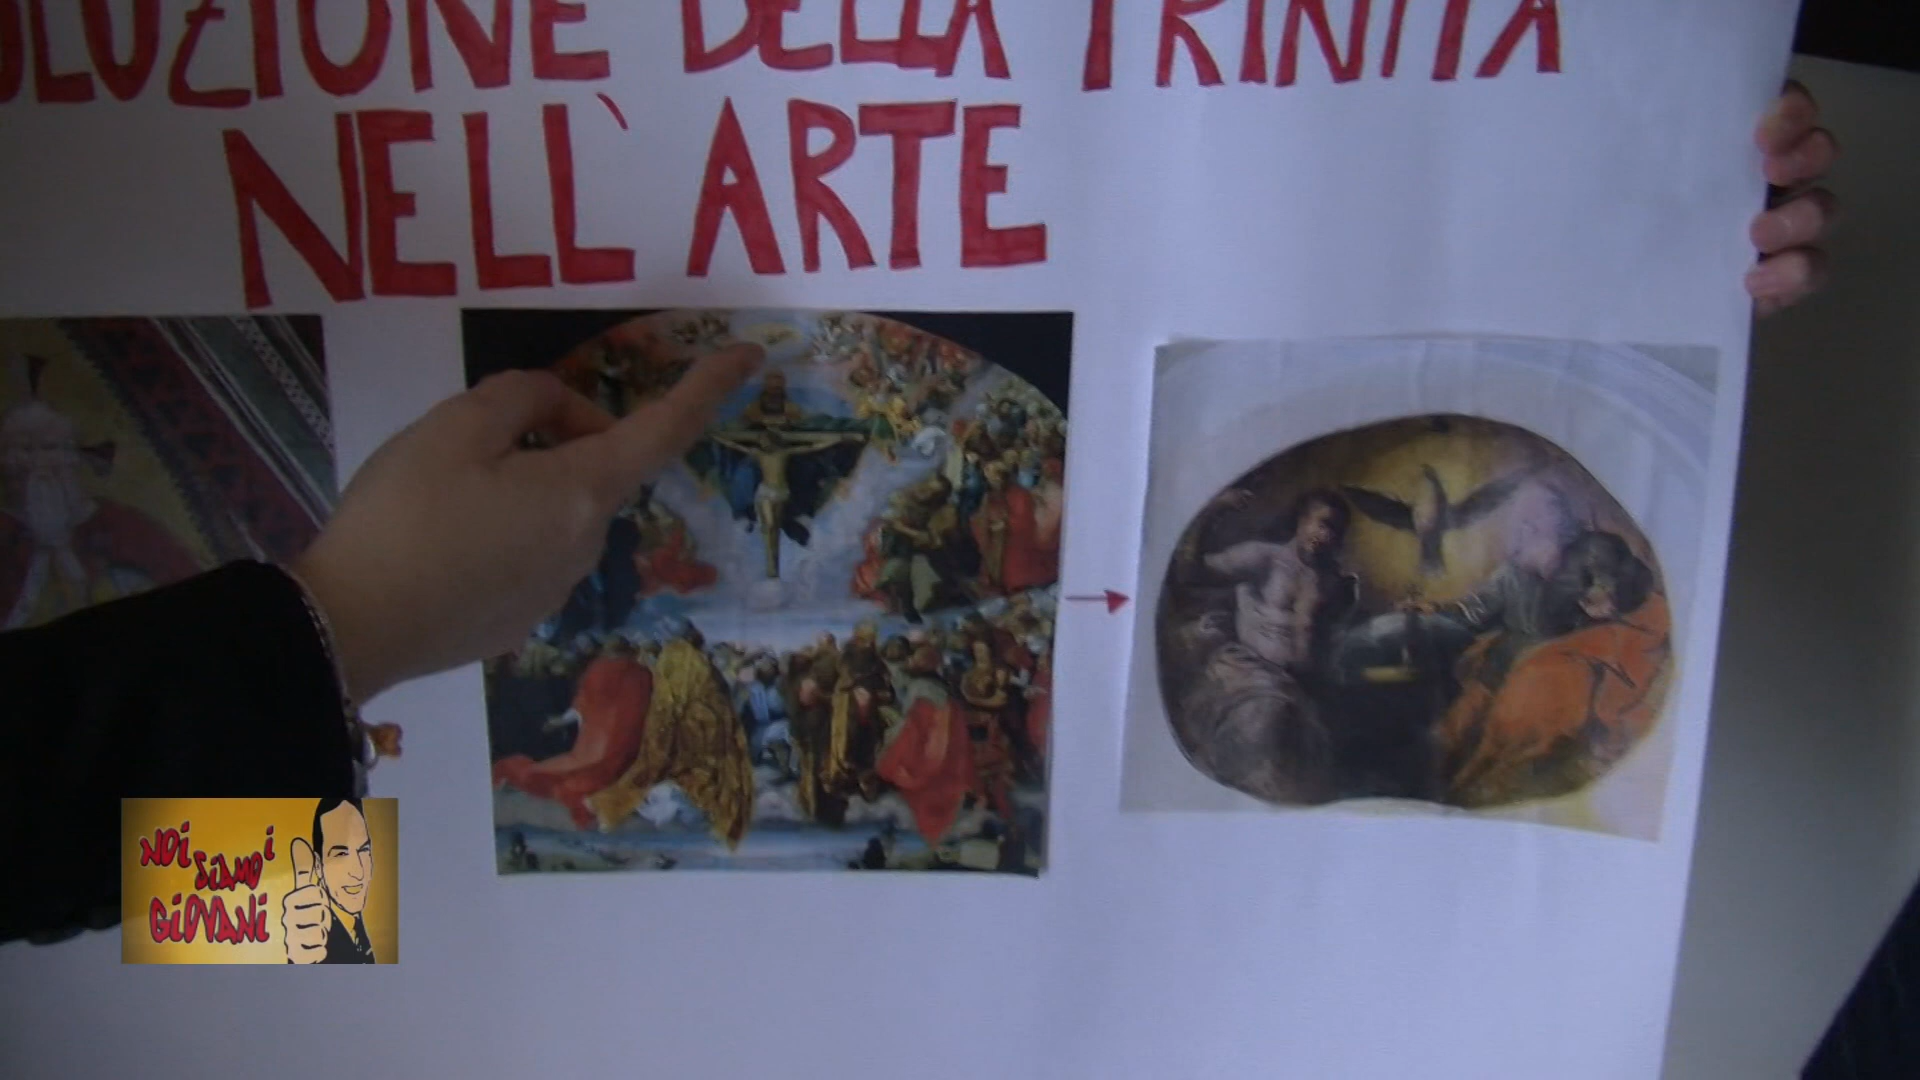 OLUZIONE DELLA TRINITÀ
NELL'ARTE
NOi
SiAMO i
GiOVANi